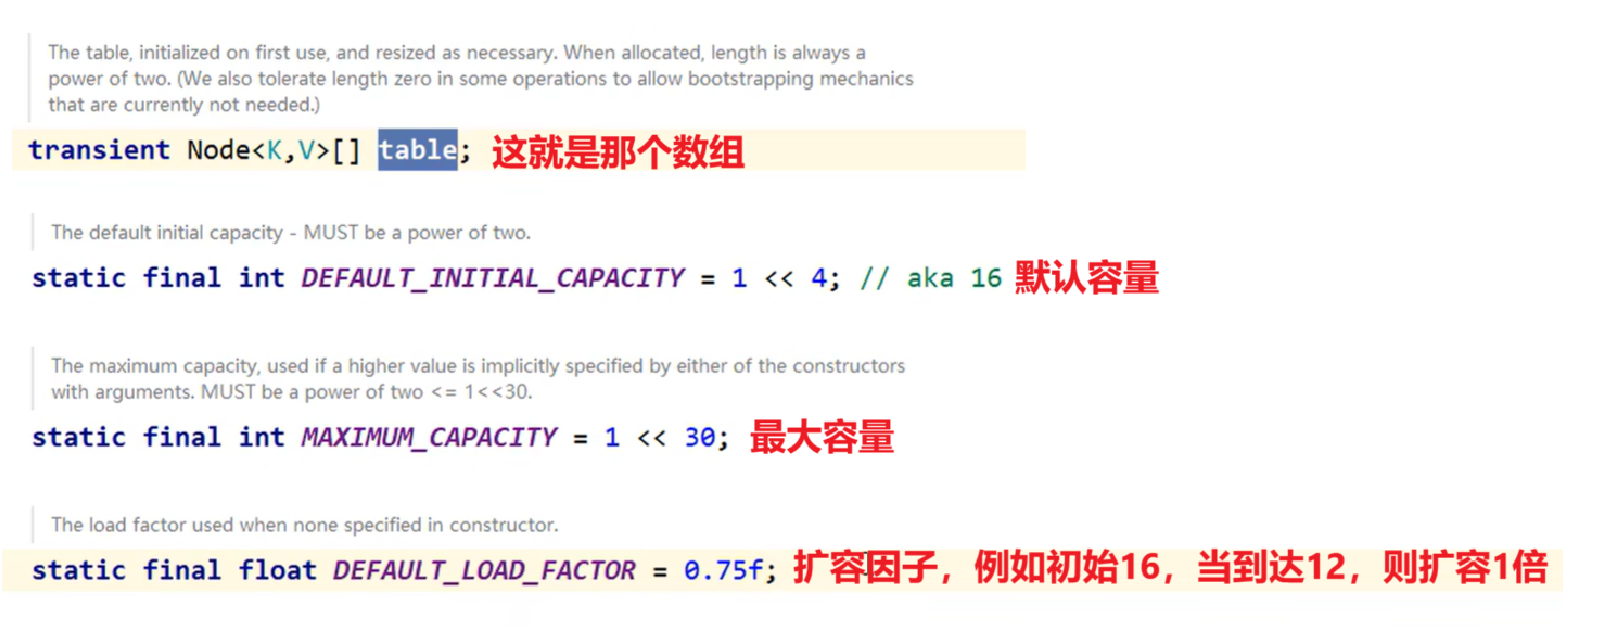 The table, initialized on first use, and resized as necessary. When allocated, length is always a
power of two. (We also tolerate length zero in some operations to allow bootstrapping mechanics
that are currently not needed.)
transient Node<K,V>[] table; 这就是那个数组
The default initial capacity - MUST be a power of two.
static final int DEFAULT_INITIAL_CAPACITY = 1 << 4; // aka 16 默认容量
The maximum capacity, used if a higher value is implicitly specified by either of the constructors
with arguments. MUST be a power of two <= 1<<30.
static final int MAXIMUM_CAPACITY = 1 << 30; 最大容量
The load factor used when none specified in constructor.
static final float DEFAULT_LOAD_FACTOR = 0.75f; 扩容因子，例如初始16，当到达12，则扩容1倍